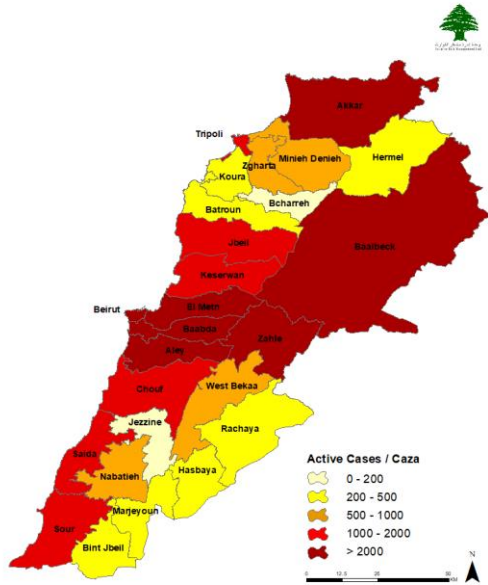 Akkar
Tripoli
Hermel
Minieh Denieh
Zgharta
Koura
Bcharreh
Batroun
Baalbeck
Jbeil
Keserwan
El Metn
Beirut
Baabda
Zahle
Aley
West Bekaa
Chouf
Jezzine
Rachaya
Saida
Hasbaya
Nabatieh
Marjeyoun
Sour
Bint Jbeil
Active Cases / Caza
0 - 200
200 - 500
500 - 1000
1000 - 2000
> 2000
N